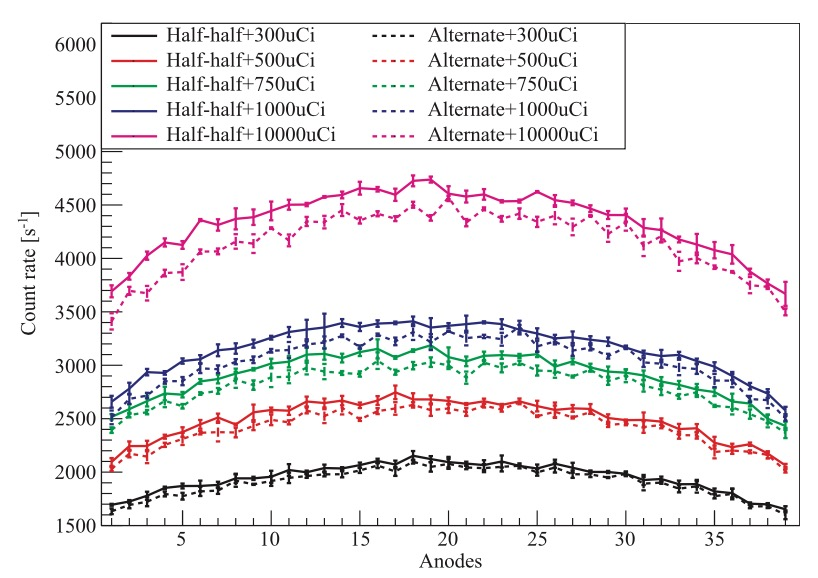 6000
5500
5000
4500
4000
3500
3000
2500
2000
1500
Count rate [s-1]
Half-half+300uCi Alternate+300uCi
Half-half+500uCi Alternate+500uCi
Half-half+750uCi Alternate+750uCi
Half-half+1000uCi Alternate+1000uCi
Half-half+10000uCi Alternate+10000uCi
5 10 15 20 25 30 35
Anodes